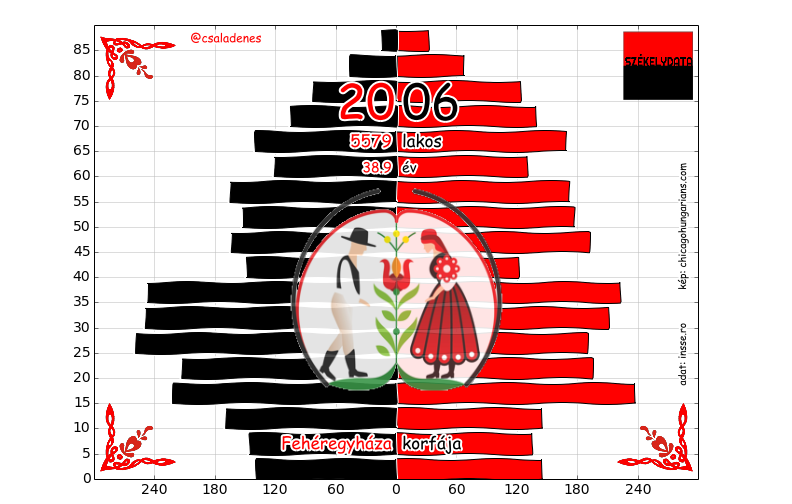 @csaladenes
SZÉKELYDATA
2006
5579 lakos
38.9 év
kép: chicagohungarians.com
adat: insse.ro
Fehéregyháza korfája
85
80
75
70
65
60
55
50
45
40
35
30
25
20
15
10
5
0
240 180 120 60 0 60 120 180 240